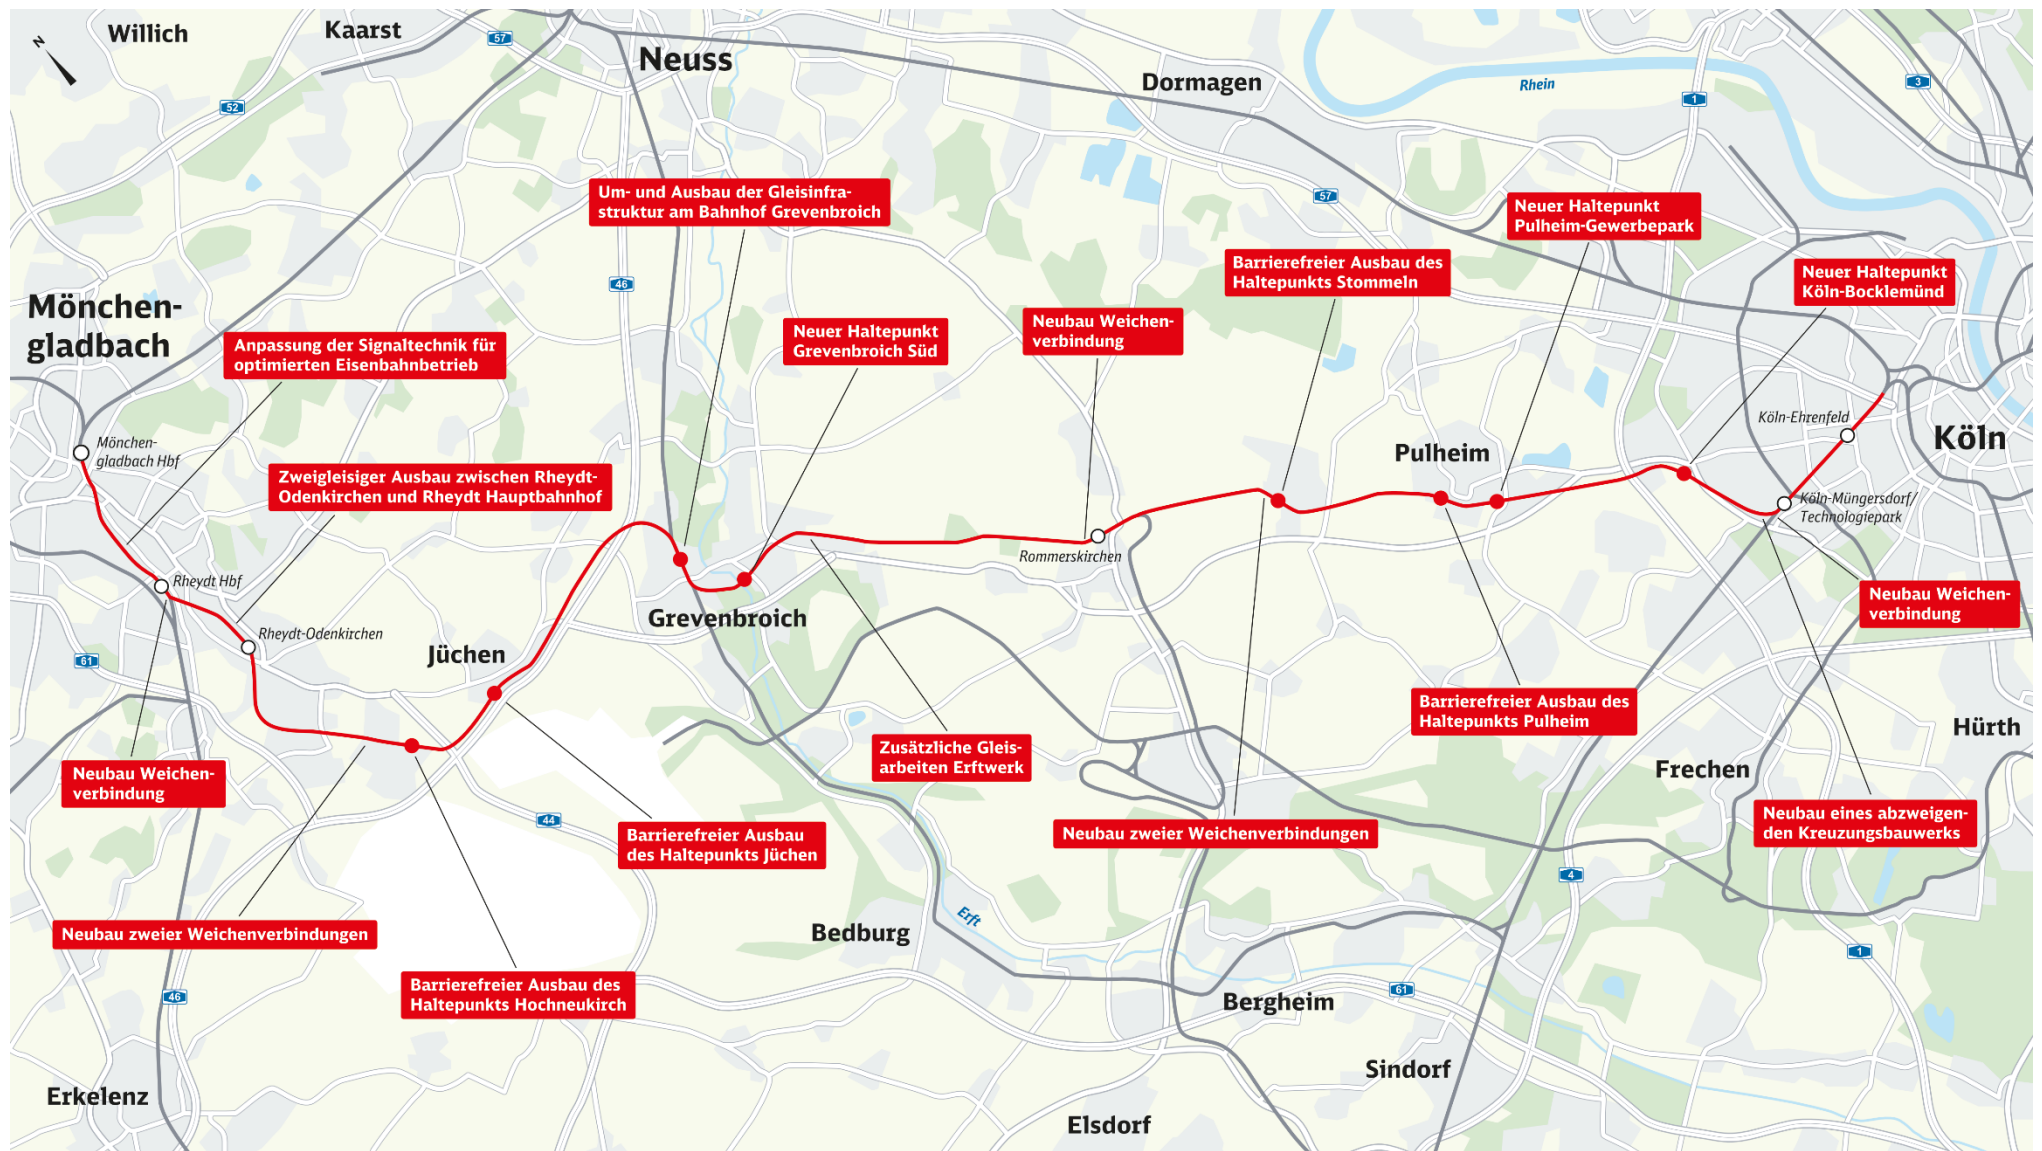 N
Willich
Kaarst
57
Neuss
52
Dormagen
Rhein
1
3
57
46
Um- und Ausbau der Gleisinfra-
struktur am Bahnhof Grevenbroich
Neuer Haltepunkt
Pulheim-Gewerbepark
Barrierefreier Ausbau des
Haltepunkts Stommeln
Neuer Haltepunkt
Köln-Bocklemünd
Mönchen-
gladbach
Anpassung der Signaltechnik für
optimierten Eisenbahnbetrieb
Neuer Haltepunkt
Grevenbroich Süd
Neubau Weichen-
verbindung
Mönchen-
gladbach Hbf
Köln-Ehrenfeld
Köln
Pulheim
Zweigleisiger Ausbau zwischen Rheydt-
Odenkirchen und Rheydt Hauptbahnhof
Köln-Müngersdorf/
Technologiepark
Rommerskirchen
Rheydt Hbf
Rheydt-Odenkirchen
Grevenbroich
Neubau Weichen-
verbindung
Jüchen
61
Barrierefreier Ausbau des
Haltepunkts Pulheim
Hürth
Zusätzliche Gleis-
arbeiten Erftwerk
Frechen
Neubau Weichen-
verbindung
44
Barrierefreier Ausbau
des Haltepunkts Jüchen
Neubau zweier Weichenverbindungen
Neubau eines abzweigen-
den Kreuzungsbauwerks
4
Erft
Neubau zweier Weichenverbindungen
Bedburg
1
Barrierefreier Ausbau des
Haltepunkts Hochneukirch
46
Bergheim
61
Sindorf
Erkelenz
Elsdorf